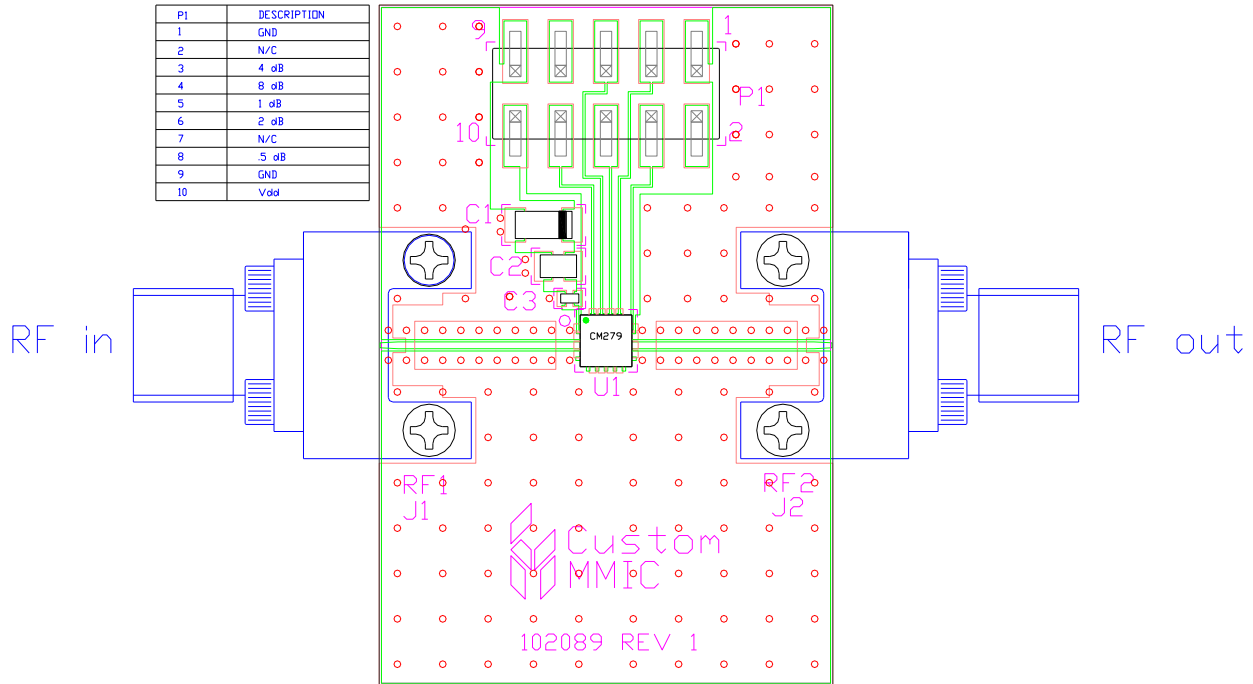 P1 DESCRIPTION
1 GND
2 N/C
3 4 dB
4 8 dB
5 1 dB
6 2 dB
7 N/C
8 .5 dB
9 GND
10 Vdd
9
1
P1
10
2
C1
C2
C3
CM279
U1
RF in
RF out
RF1
J1
RF2
J2
Custom
MMIC
102089 REV 1